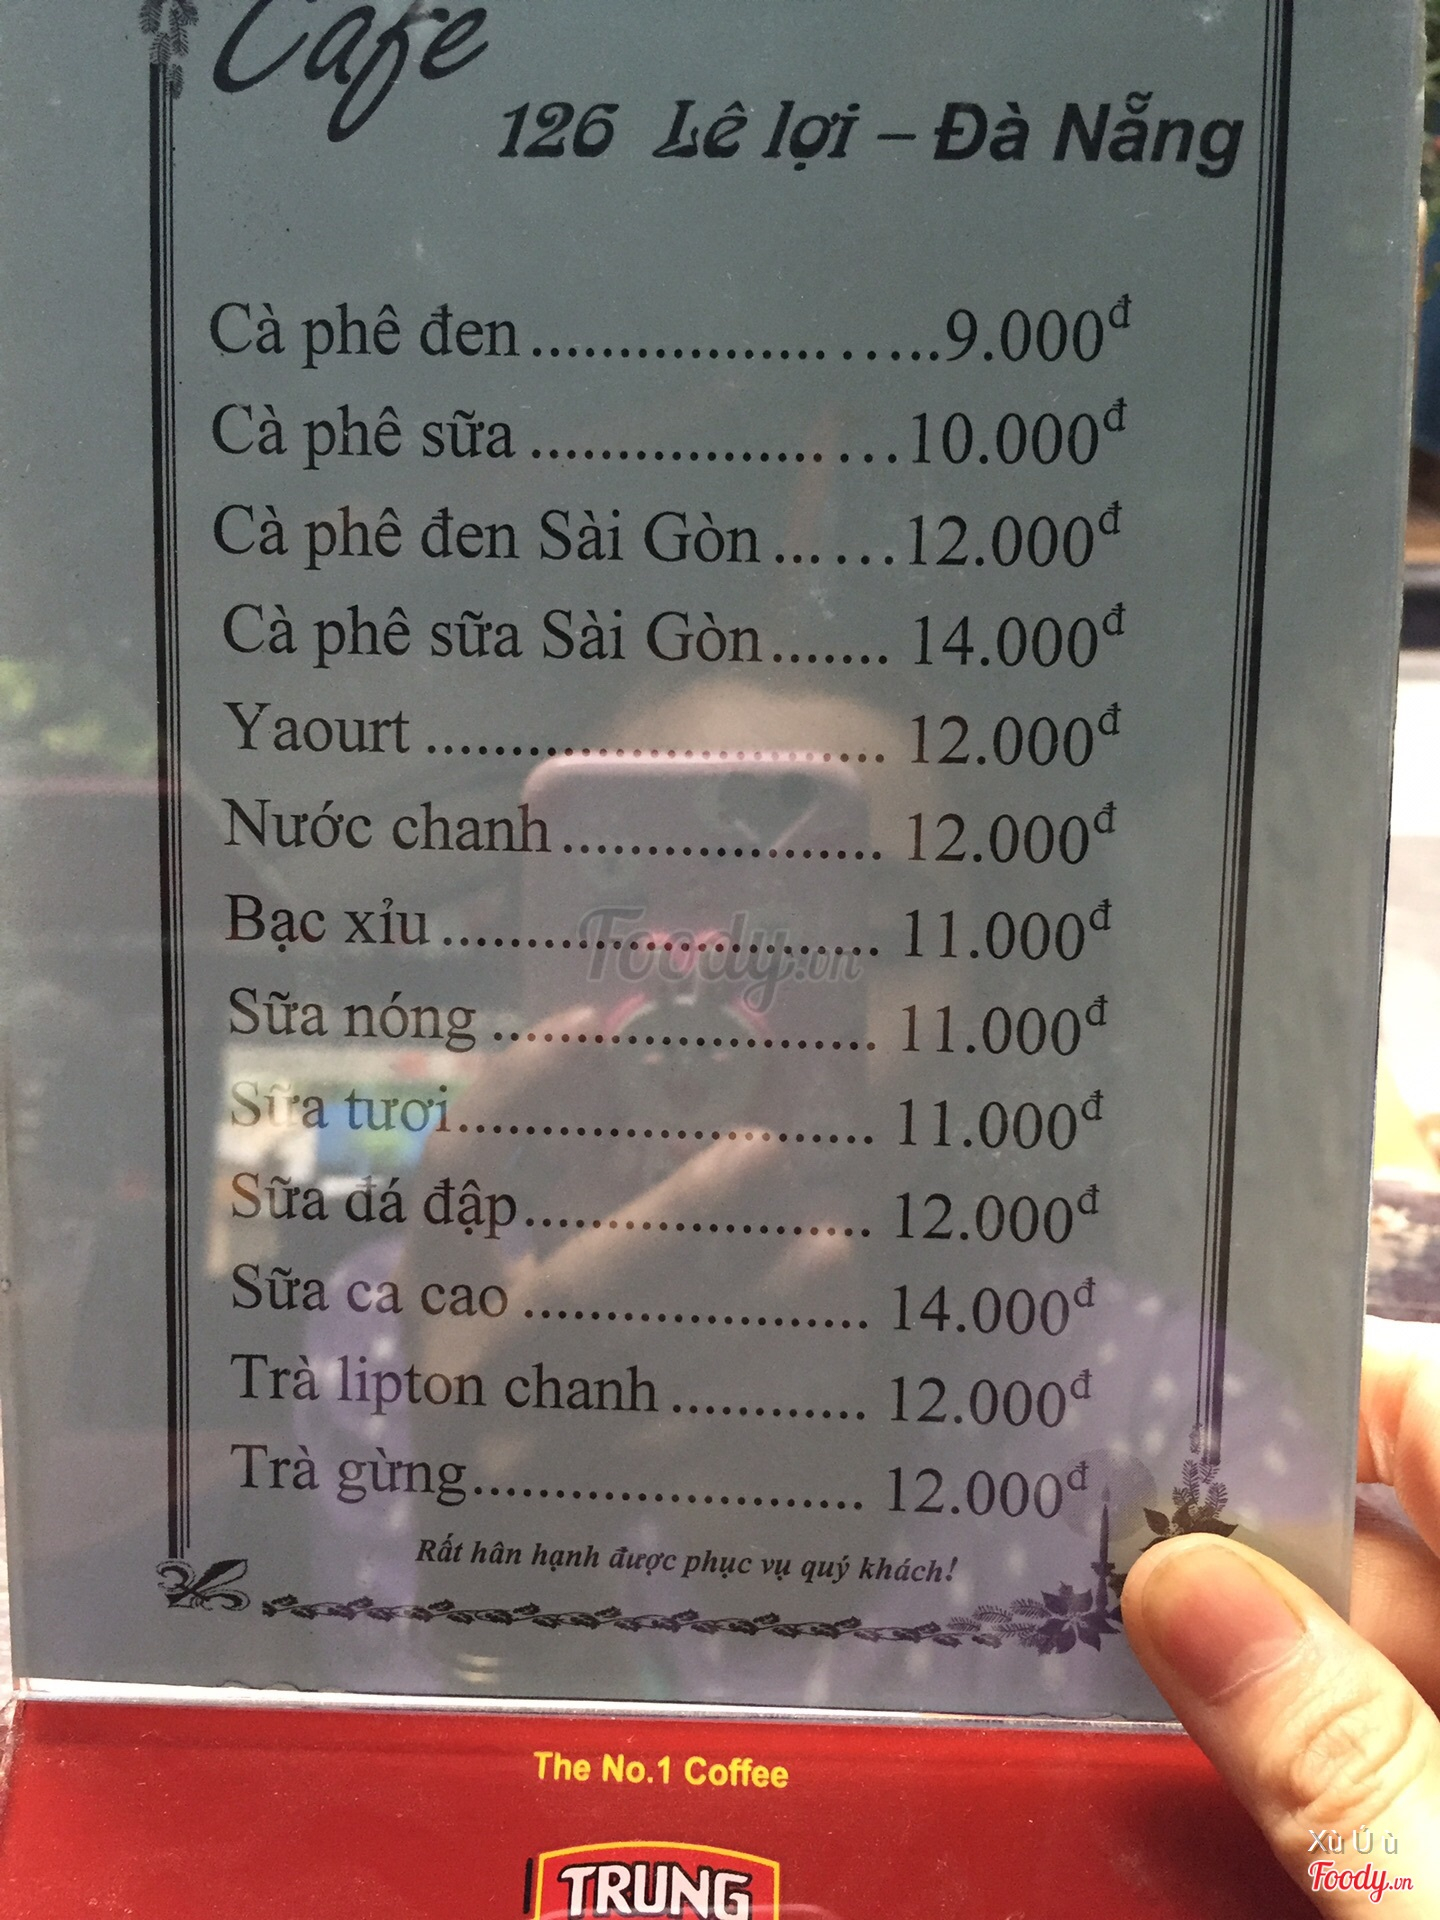 Cafe
126 Lê lợi – Đà Nẵng
Cà phê đen......................9.000đ
Cà phê sữa.....................10.000đ
Cà phê đen Sài Gòn......12.000đ
Cà phê sữa Sài Gòn....... 14.000đ
Yaourt ............................ 12.000đ
Nước chanh................... 12.000đ
Bạc xỉu .......................... 11.000đ
Sữa nóng ....................... 11.000đ
Sữa tươi......................... 11.000đ
Sữa đá đập..................... 12.000đ
Sữa ca cao ..................... 14.000đ
Trà lipton chanh ............ 12.000đ
Trà gừng........................ 12.000đ
Rất hân hạnh được phục vụ quý khách!
The No.1 Coffee
TRUNG
Foody.vn
Xù Ú ù
Foody.vn